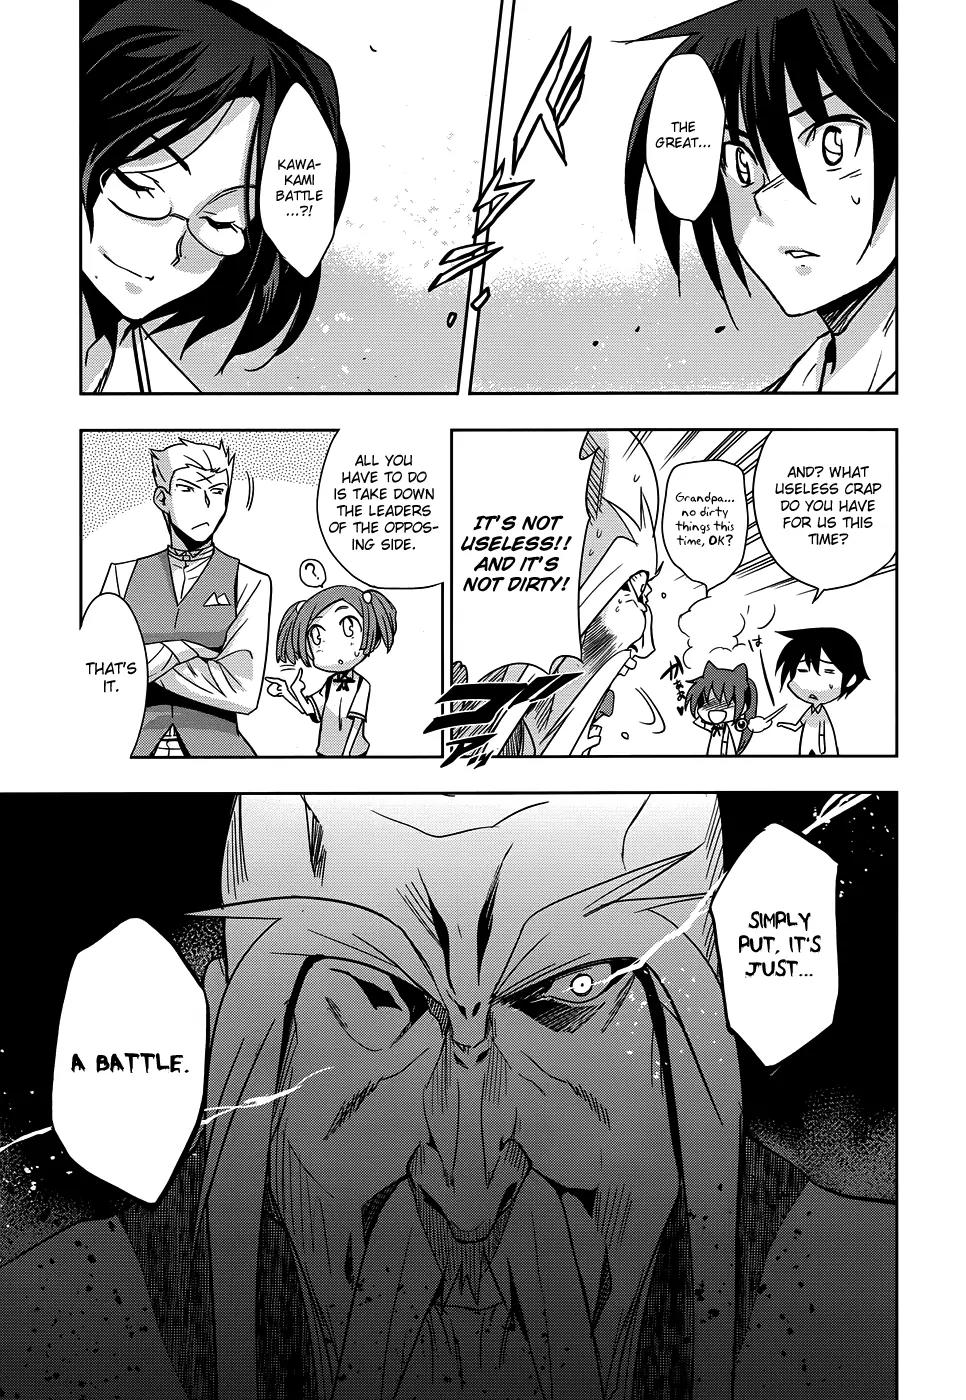 THE
GREAT...
KAWA-
KAMI
BATTLE
...?!
AND? WHAT
USELESS CRAP
DO YOU HAVE
FOR US THIS
TIME?
Grandpa...
no dirty
things this
time, OK?
は
IT'S NOT
USELESS!!
AND IT'S
NOT DIRTY!
ALL YOU
HAVE TO DO
IS TAKE DOWN
THE LEADERS
OF THE OPPOS-
ING SIDE.
?
THAT'S
IT.
SIMPLY
PUT, IT'S
JUST...
A BATTLE.